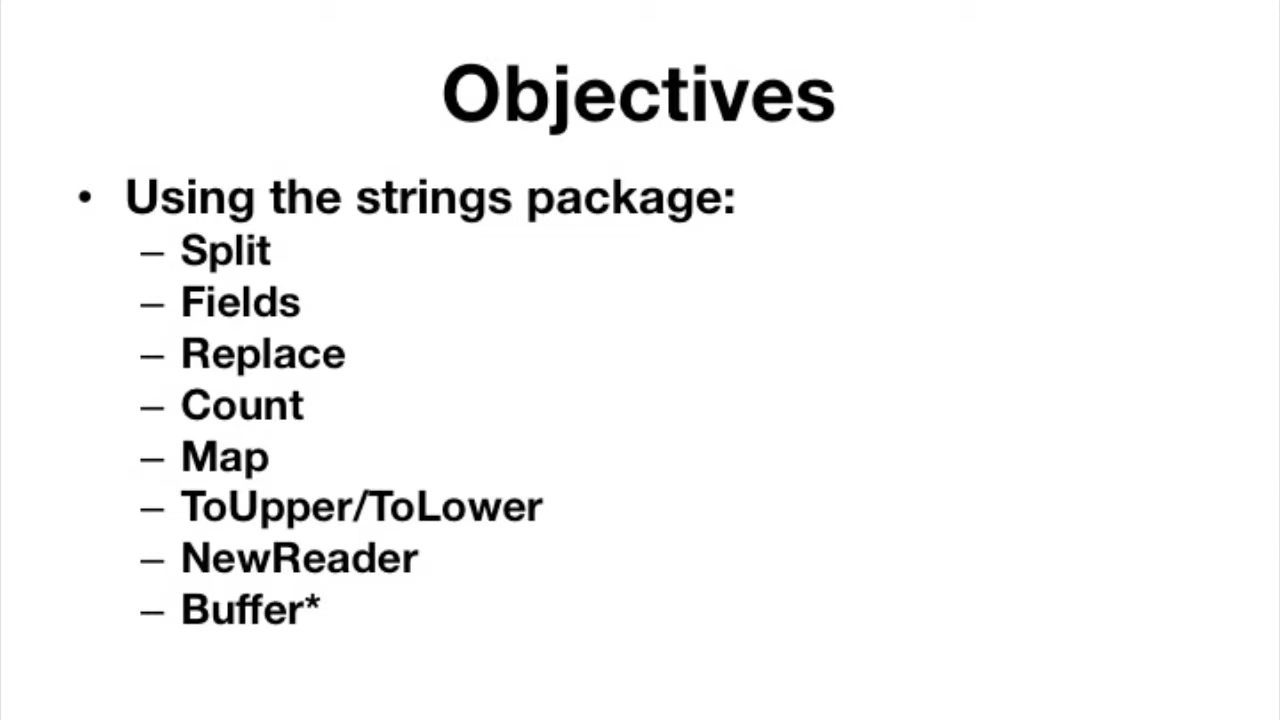 Objectives
• Using the strings package:
– Split
– Fields
– Replace
– Count
– Map
– ToUpper/ToLower
– NewReader
– Buffer*